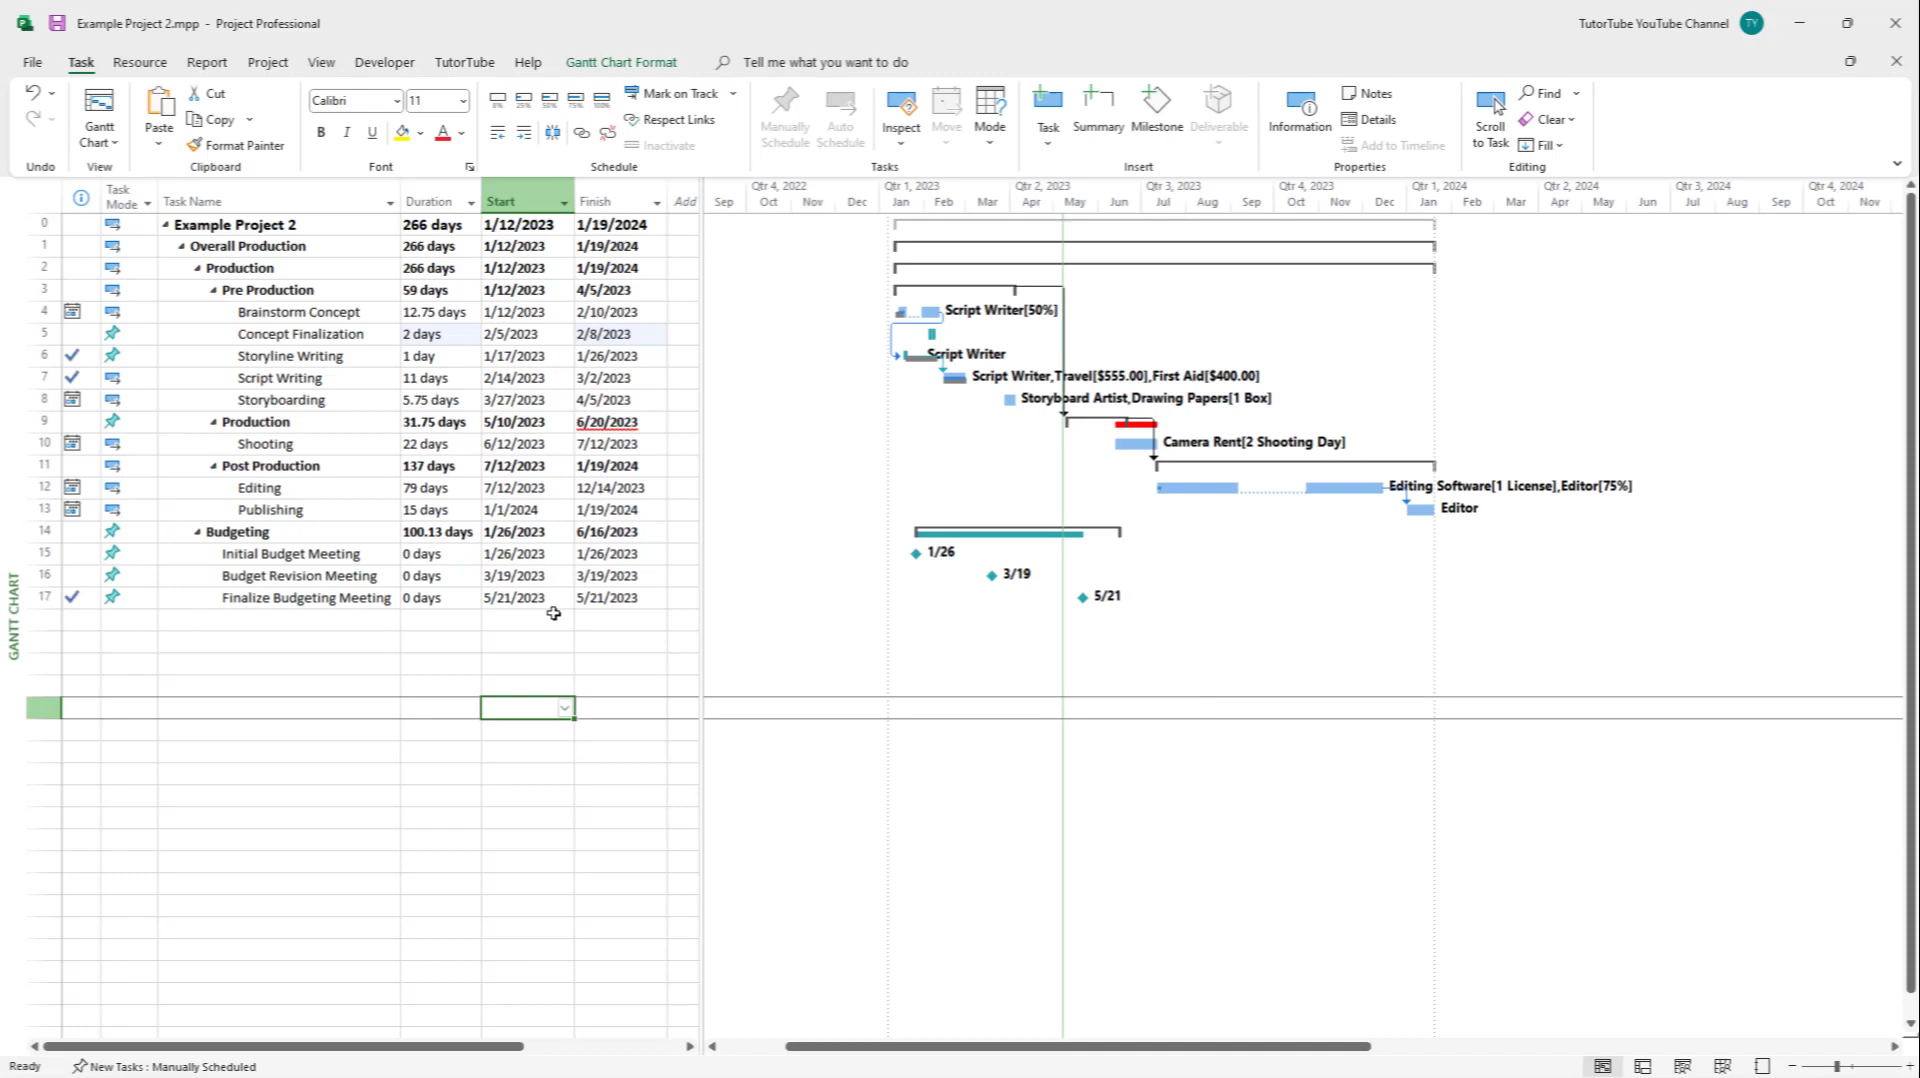 Example Project 2.mpp - Project Professional
TutorTube YouTube Channel
TY
File Task Resource Report Project View Developer TutorTube Help Gantt Chart Format Tell me what you want to do
Gantt Chart
View
Undo
Paste
Cut
Copy
Format Painter
Clipboard
Calibri 11
B I U A
Font
0% 25% 50% 75% 100%
Mark on Track
Respect Links
Inactivate
Schedule
Manually Schedule
Auto Schedule
Inspect
Move
Mode
Tasks
Task
Summary
Milestone
Deliverable
Insert
Information
Notes
Details
Add to Timeline
Properties
Scroll to Task
Find
Clear
Fill
Editing
Task Mode Task Name Duration Start Finish Add
0 Example Project 2 266 days 1/12/2023 1/19/2024
1 Overall Production 266 days 1/12/2023 1/19/2024
2 Production 266 days 1/12/2023 1/19/2024
3 Pre Production 59 days 1/12/2023 4/5/2023
4 Brainstorm Concept 12.75 days 1/12/2023 2/10/2023
5 Concept Finalization 2 days 2/5/2023 2/8/2023
6 Storyline Writing 1 day 1/17/2023 1/26/2023
7 Script Writing 11 days 2/14/2023 3/2/2023
8 Storyboarding 5.75 days 3/27/2023 4/5/2023
9 Production 31.75 days 5/10/2023 6/20/2023
10 Shooting 22 days 6/12/2023 7/12/2023
11 Post Production 137 days 7/12/2023 1/19/2024
12 Editing 79 days 7/12/2023 12/14/2023
13 Publishing 15 days 1/1/2024 1/19/2024
14 Budgeting 100.13 days 1/26/2023 6/16/2023
15 Initial Budget Meeting 0 days 1/26/2023 1/26/2023
16 Budget Revision Meeting 0 days 3/19/2023 3/19/2023
17 Finalize Budgeting Meeting 0 days 5/21/2023 5/21/2023
GANTT CHART
Qtr 4, 2022 Qtr 1, 2023 Qtr 2, 2023 Qtr 3, 2023 Qtr 4, 2023 Qtr 1, 2024 Qtr 2, 2024 Qtr 3, 2024 Qtr 4, 2024
Sep Oct Nov Dec Jan Feb Mar Apr May Jun Jul Aug Sep Oct Nov Dec Jan Feb Mar Apr May Jun Jul Aug Sep Oct Nov
Script Writer[50%]
Script Writer
Script Writer,Travel[$555.00],First Aid[$400.00]
Storyboard Artist,Drawing Papers[1 Box]
Camera Rent[2 Shooting Day]
Editing Software[1 License],Editor[75%]
Editor
1/26
3/19
5/21
Ready
New Tasks : Manually Scheduled